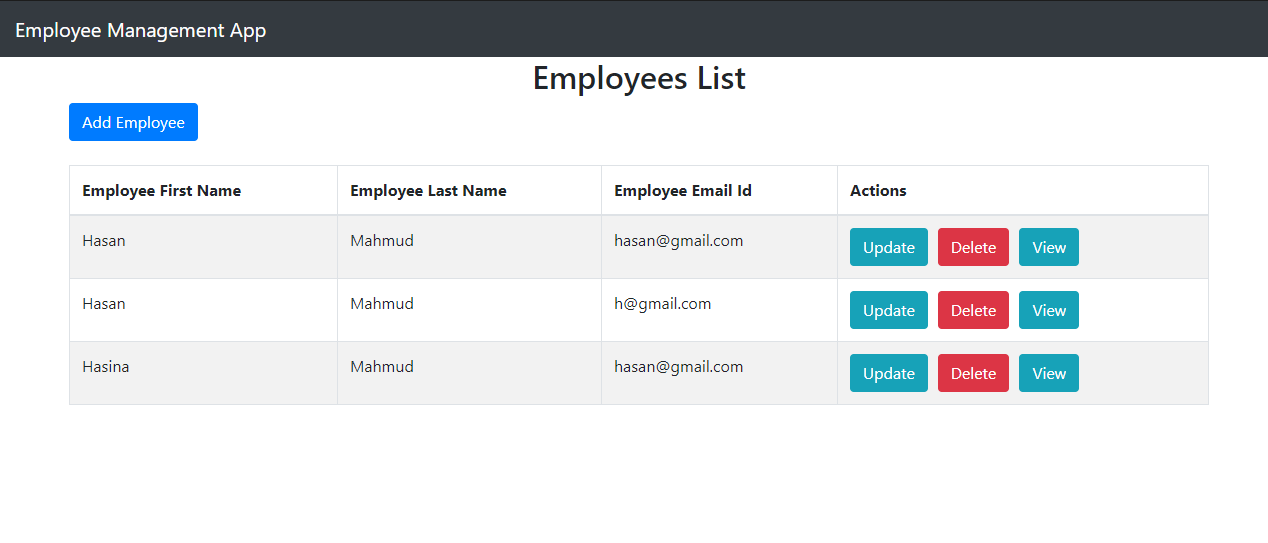 Employee Management App
Employees List
Add Employee
Employee First Name Employee Last Name Employee Email Id Actions
Hasan Mahmud hasan@gmail.com Update Delete View
Hasan Mahmud h@gmail.com Update Delete View
Hasina Mahmud hasan@gmail.com Update Delete View